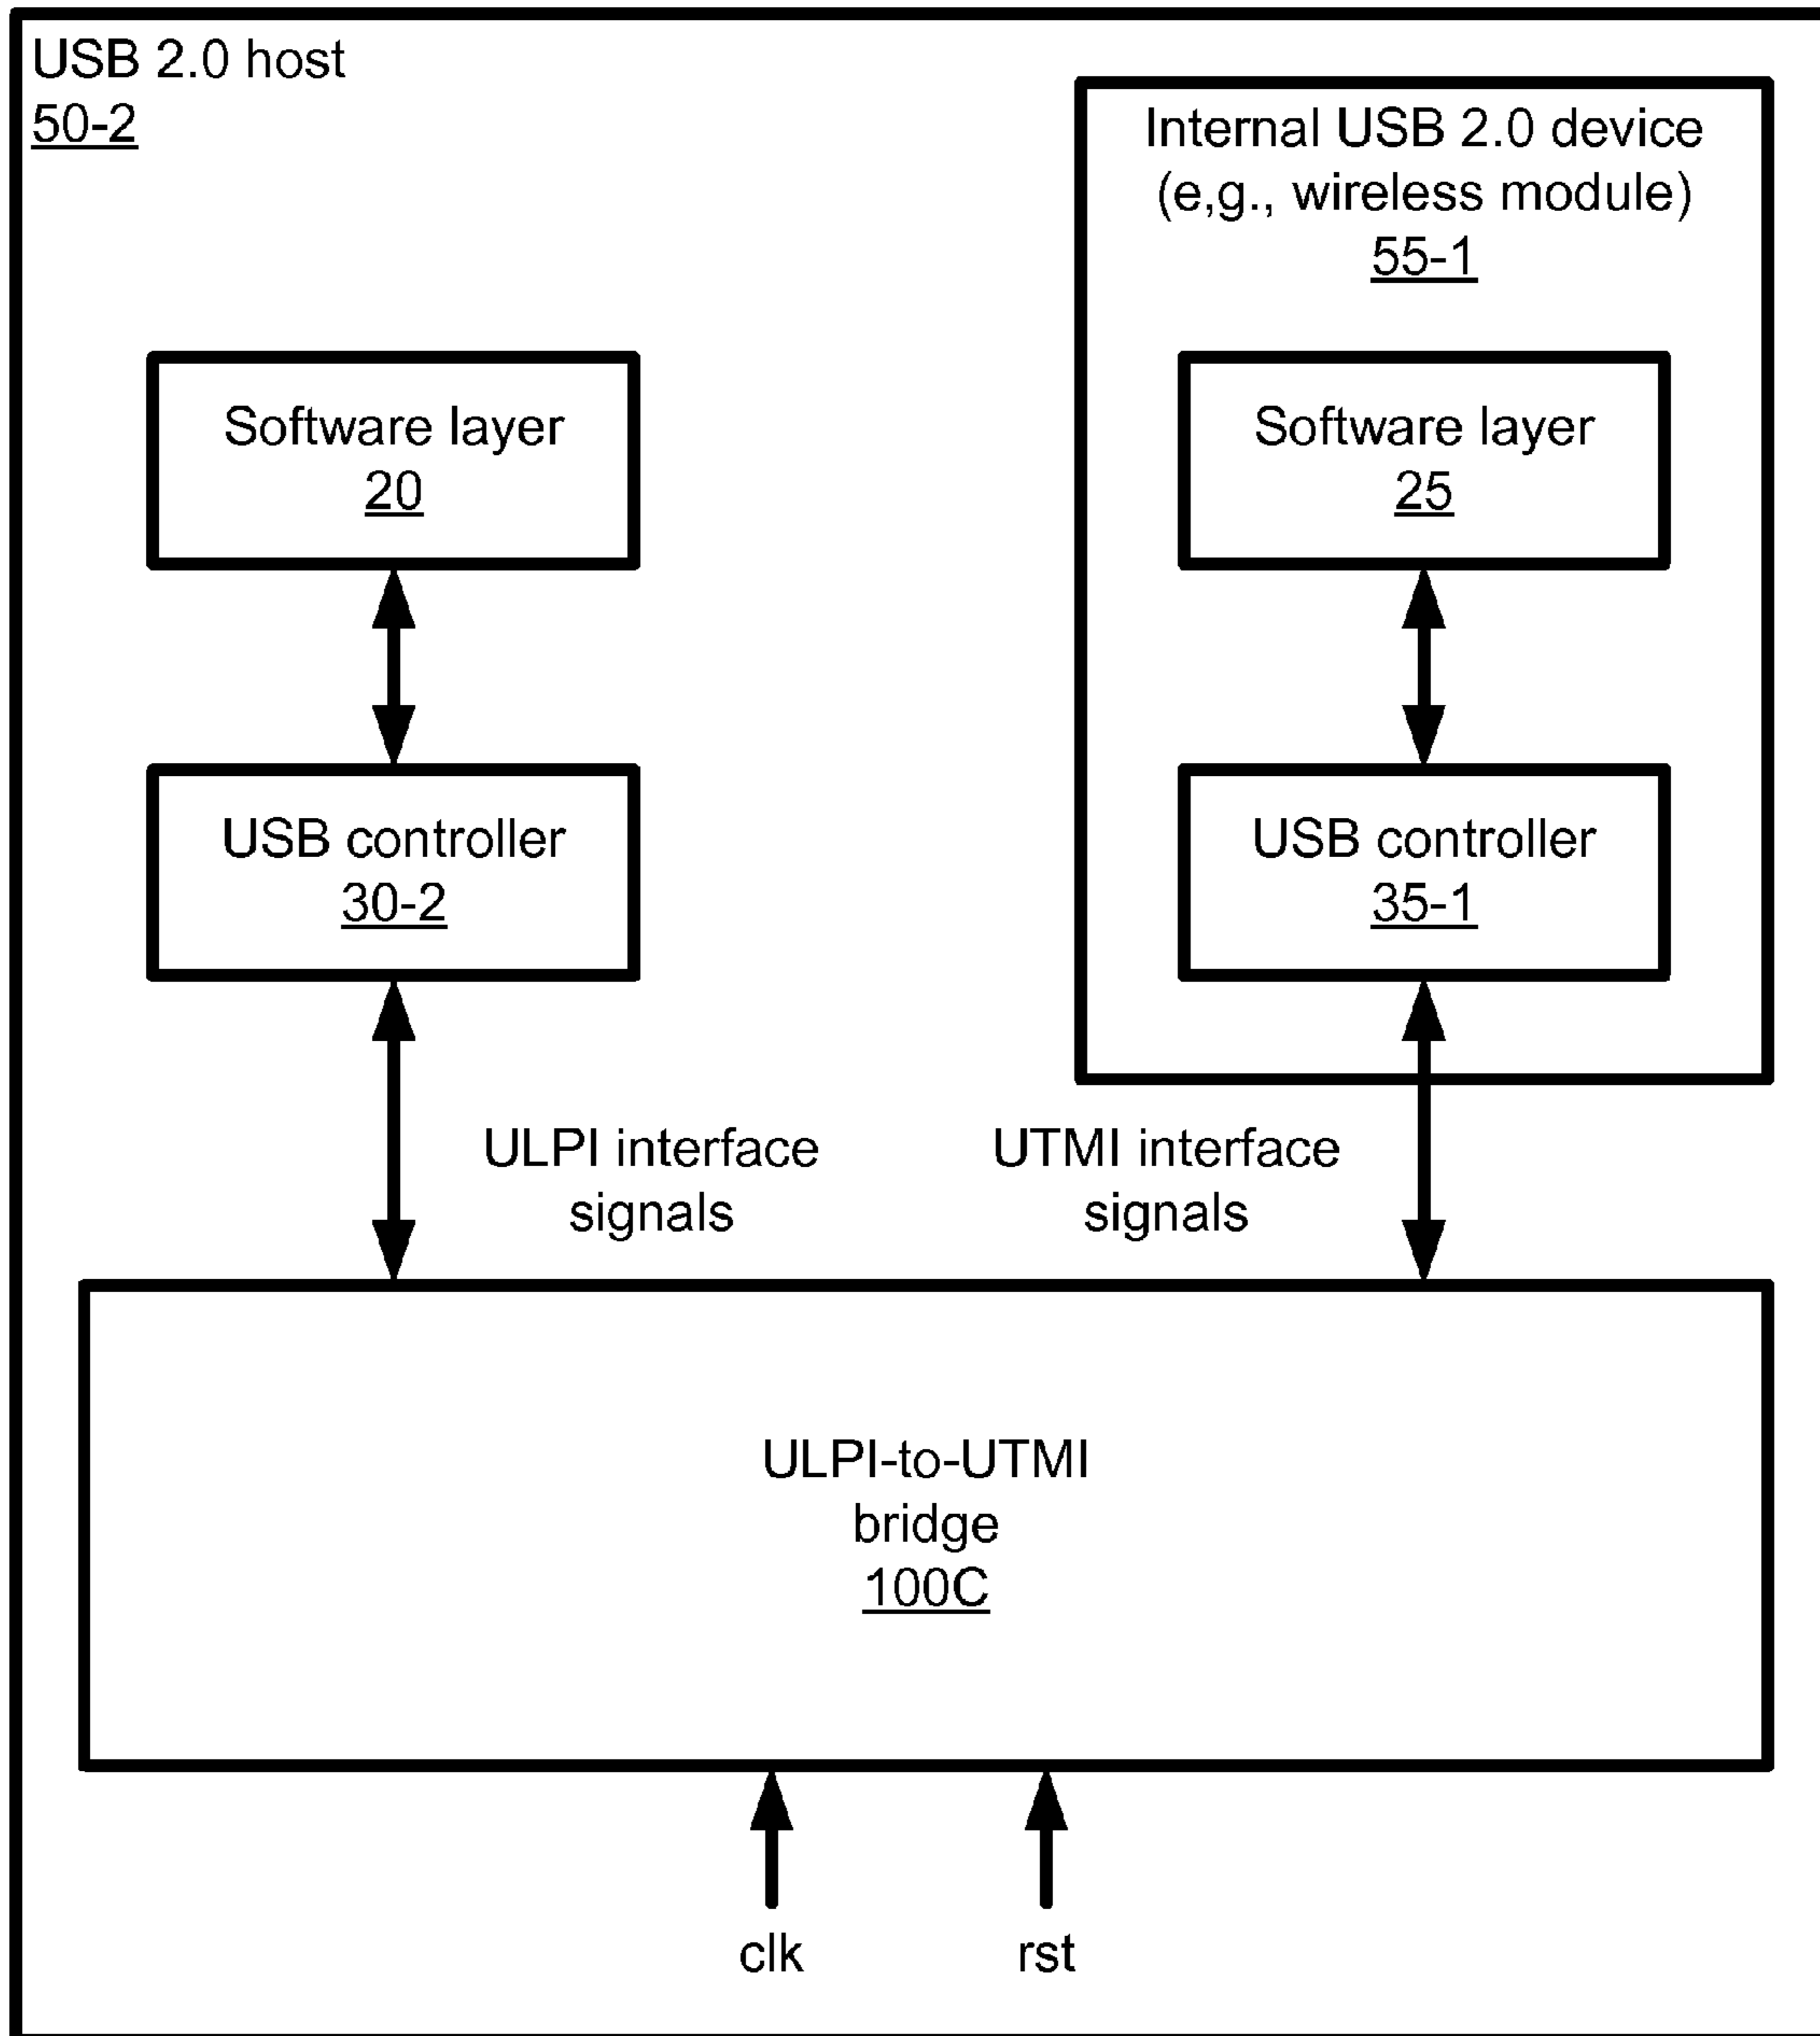 USB 2.0 host
50-2
Internal USB 2.0 device
(e,g., wireless module)
55-1
Software layer
20
Software layer
25
USB controller
30-2
USB controller
35-1
ULPI interface
signals
UTMI interface
signals
ULPI-to-UTMI
bridge
100C
clk
rst